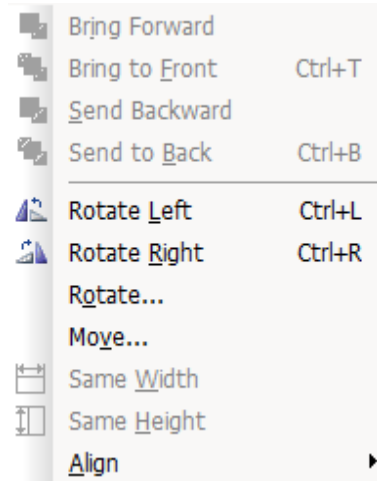 Bring Forward
Bring to Front Ctrl+T
Send Backward
Send to Back Ctrl+B
Rotate Left Ctrl+L
Rotate Right Ctrl+R
Rotate...
Move...
Same Width
Same Height
Align